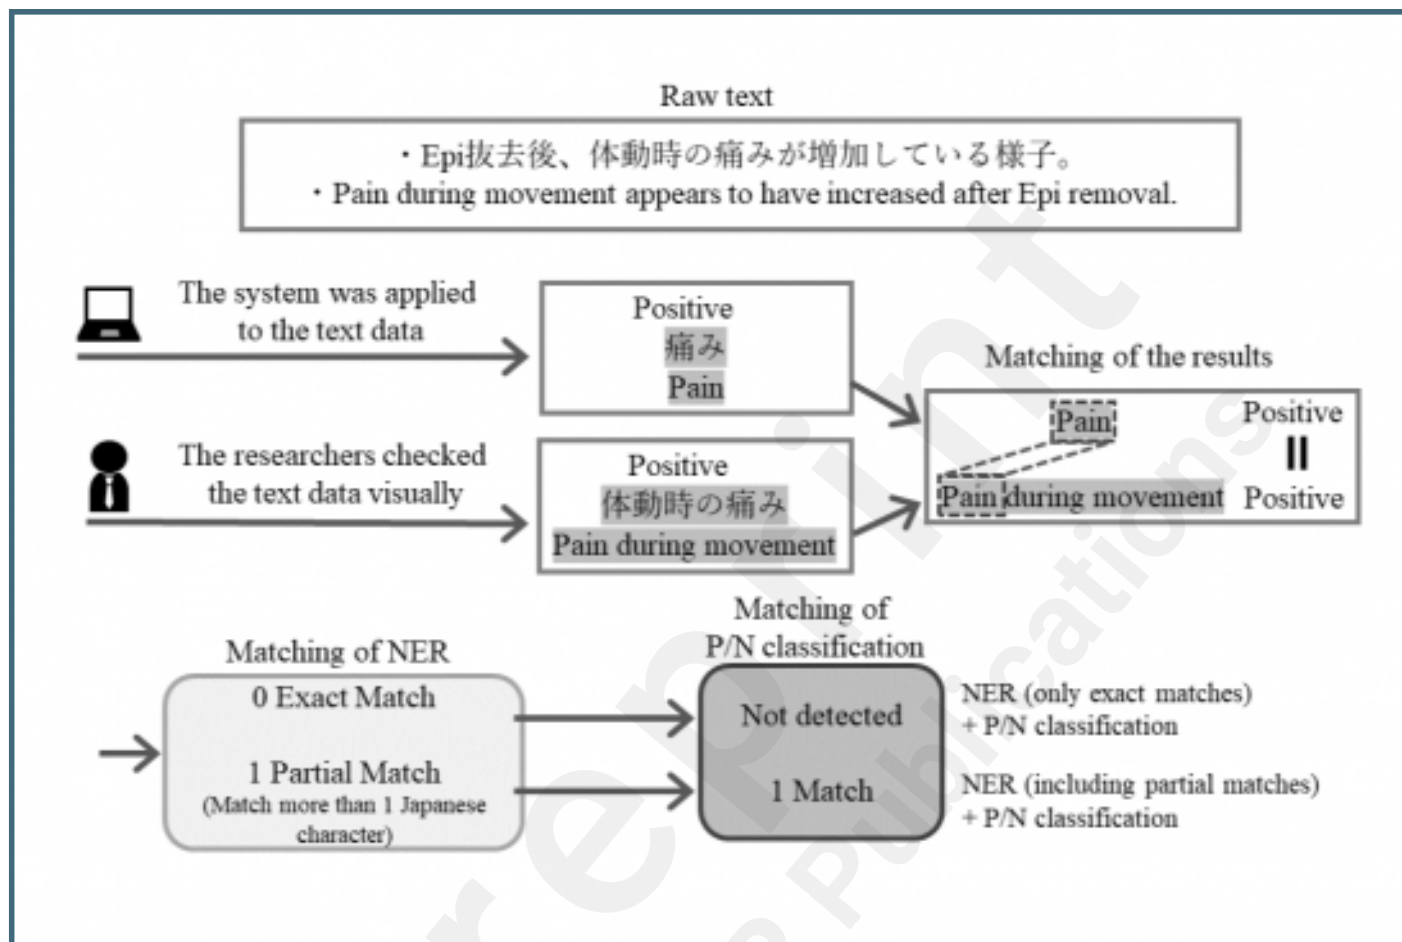 Raw text
・Epi抜去後、体動時の痛みが増加している様子。
・Pain during movement appears to have increased after Epi removal.
The system was applied
to the text data
Positive
痛み
Pain
The researchers checked
the text data visually
Positive
体動時の痛み
Pain during movement
Matching of the results
Pain
Positive
Pain during movement
Positive
Matching of NER
0 Exact Match
1 Partial Match
(Match more than 1 Japanese
character)
Matching of
P/N classification
Not detected
1 Match
NER (only exact matches)
+ P/N classification
NER (including partial matches)
+ P/N classification
reprint
Publications